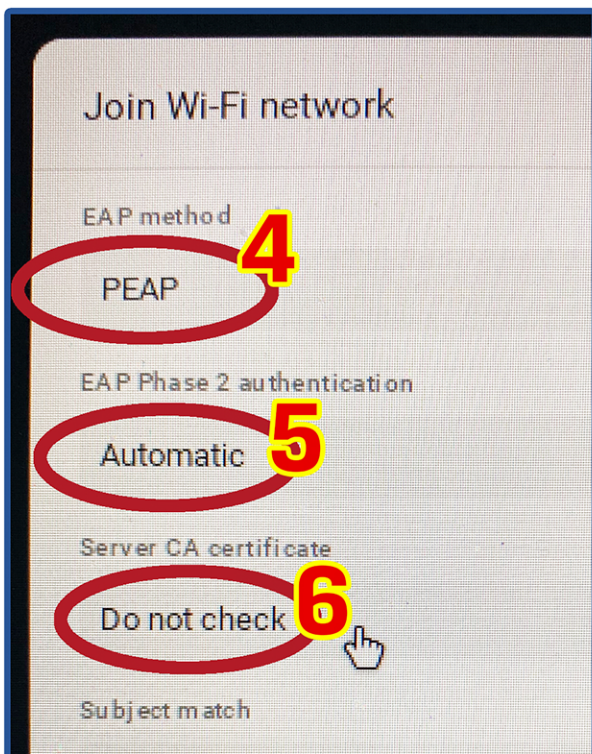 Join Wi-Fi network
EAP method
4
PEAP
EAP Phase 2 authentication
5
Automatic
Server CA certificate
6
Do not check
Subject match